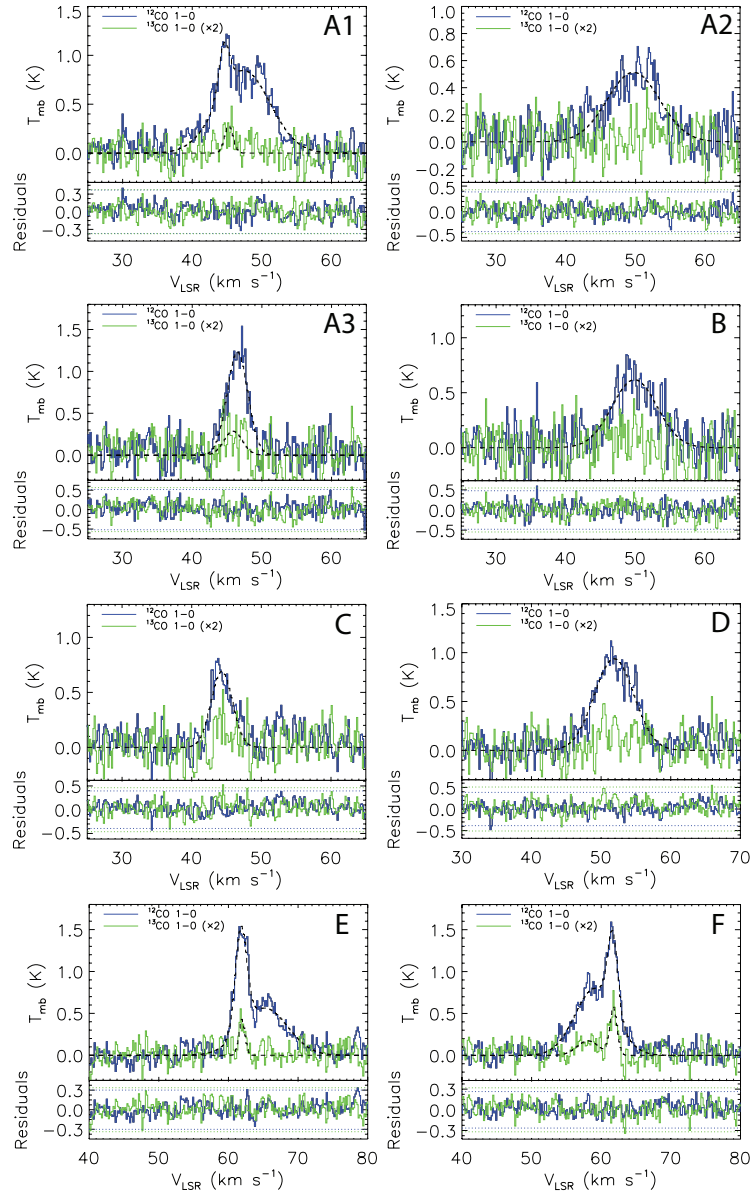 ¹²CO 1−0
¹³CO 1−0 (×2)
A1
T_mb (K)
1.5
1.0
0.5
0.0
Residuals
0.3
0.0
−0.3
30 40 50 60
V_LSR (km s⁻¹)
¹²CO 1−0
¹³CO 1−0 (×2)
A2
T_mb (K)
1.0
0.8
0.6
0.4
0.2
0.0
−0.2
Residuals
0.5
0.0
−0.5
30 40 50 60
V_LSR (km s⁻¹)
¹²CO 1−0
¹³CO 1−0 (×2)
A3
T_mb (K)
1.5
1.0
0.5
0.0
Residuals
0.5
0.0
−0.5
30 40 50 60
V_LSR (km s⁻¹)
¹²CO 1−0
¹³CO 1−0 (×2)
B
T_mb (K)
1.0
0.5
0.0
Residuals
0.5
0.0
−0.5
30 40 50 60
V_LSR (km s⁻¹)
¹²CO 1−0
¹³CO 1−0 (×2)
C
T_mb (K)
1.0
0.5
0.0
Residuals
0.5
0.0
−0.5
30 40 50 60
V_LSR (km s⁻¹)
¹²CO 1−0
¹³CO 1−0 (×2)
D
T_mb (K)
1.5
1.0
0.5
0.0
Residuals
0.5
0.0
−0.5
30 40 50 60 70
V_LSR (km s⁻¹)
¹²CO 1−0
¹³CO 1−0 (×2)
E
T_mb (K)
1.5
1.0
0.5
0.0
Residuals
0.3
0.0
−0.3
40 50 60 70 80
V_LSR (km s⁻¹)
¹²CO 1−0
¹³CO 1−0 (×2)
F
T_mb (K)
1.5
1.0
0.5
0.0
Residuals
0.3
0.0
−0.3
40 50 60 70 80
V_LSR (km s⁻¹)